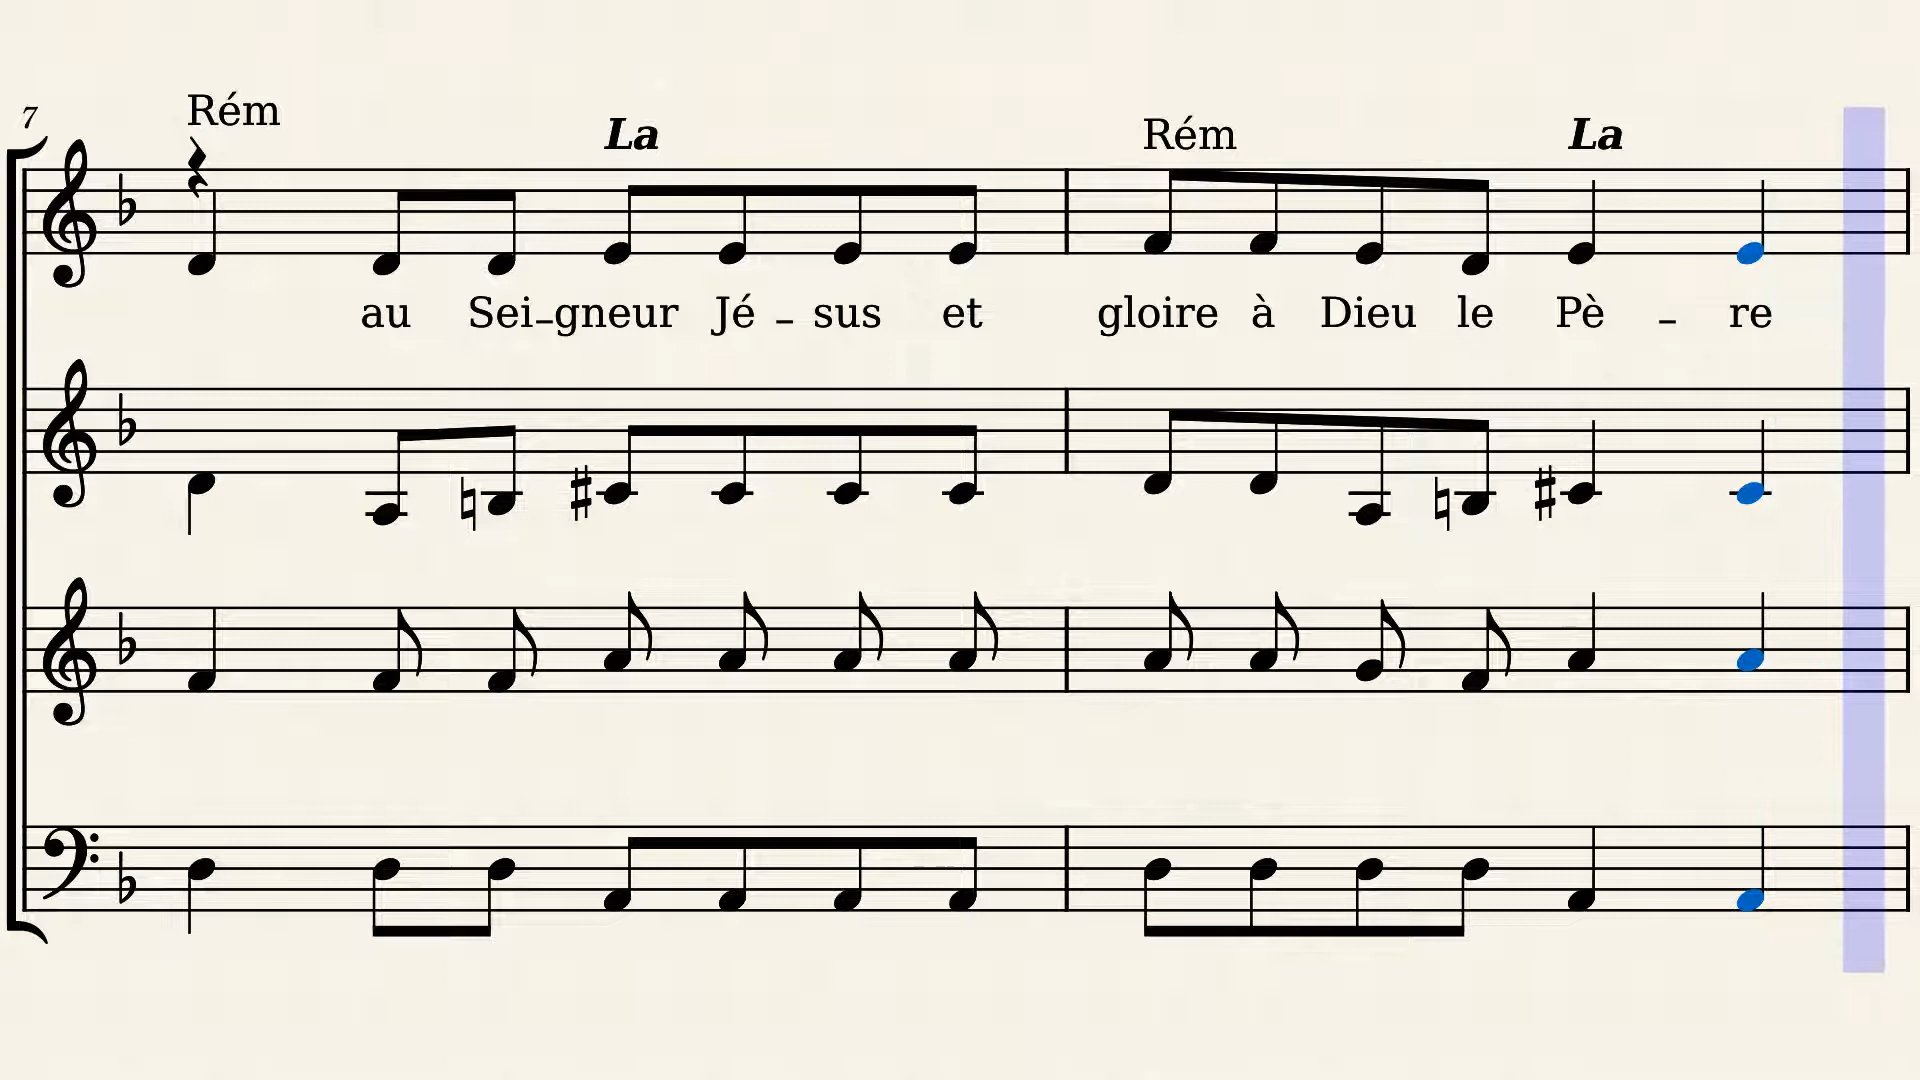 7 Rém La Rém La
au Sei-gneur Jé - sus et gloire à Dieu le Pè - re